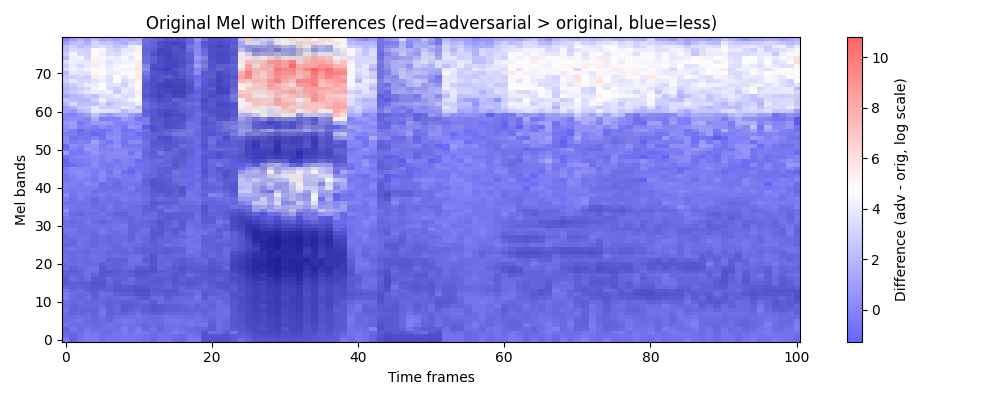 Original Mel with Differences (red=adversarial > original, blue=less)
Mel bands
70
60
50
40
30
20
10
0
0 20 40 60 80 100
Time frames
10
8
6
4
2
0
Difference (adv - orig, log scale)